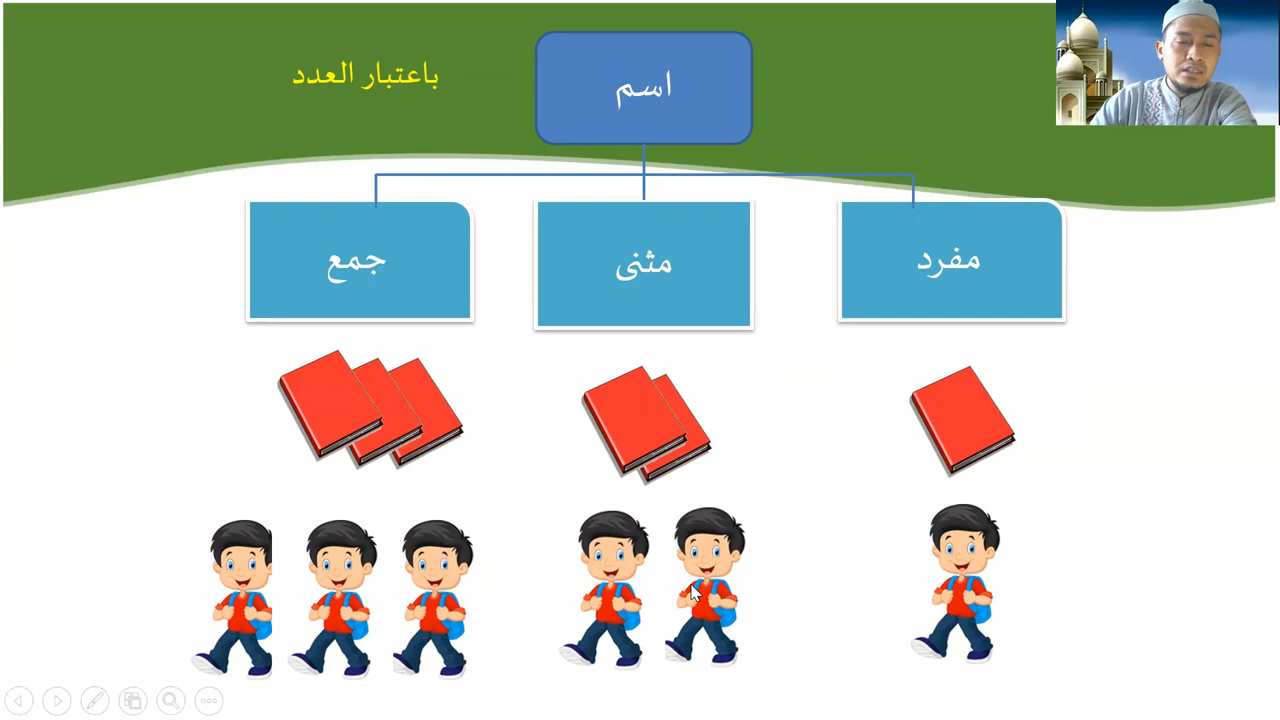 اسم
باعتبار العدد
مفرد
مثنى
جمع